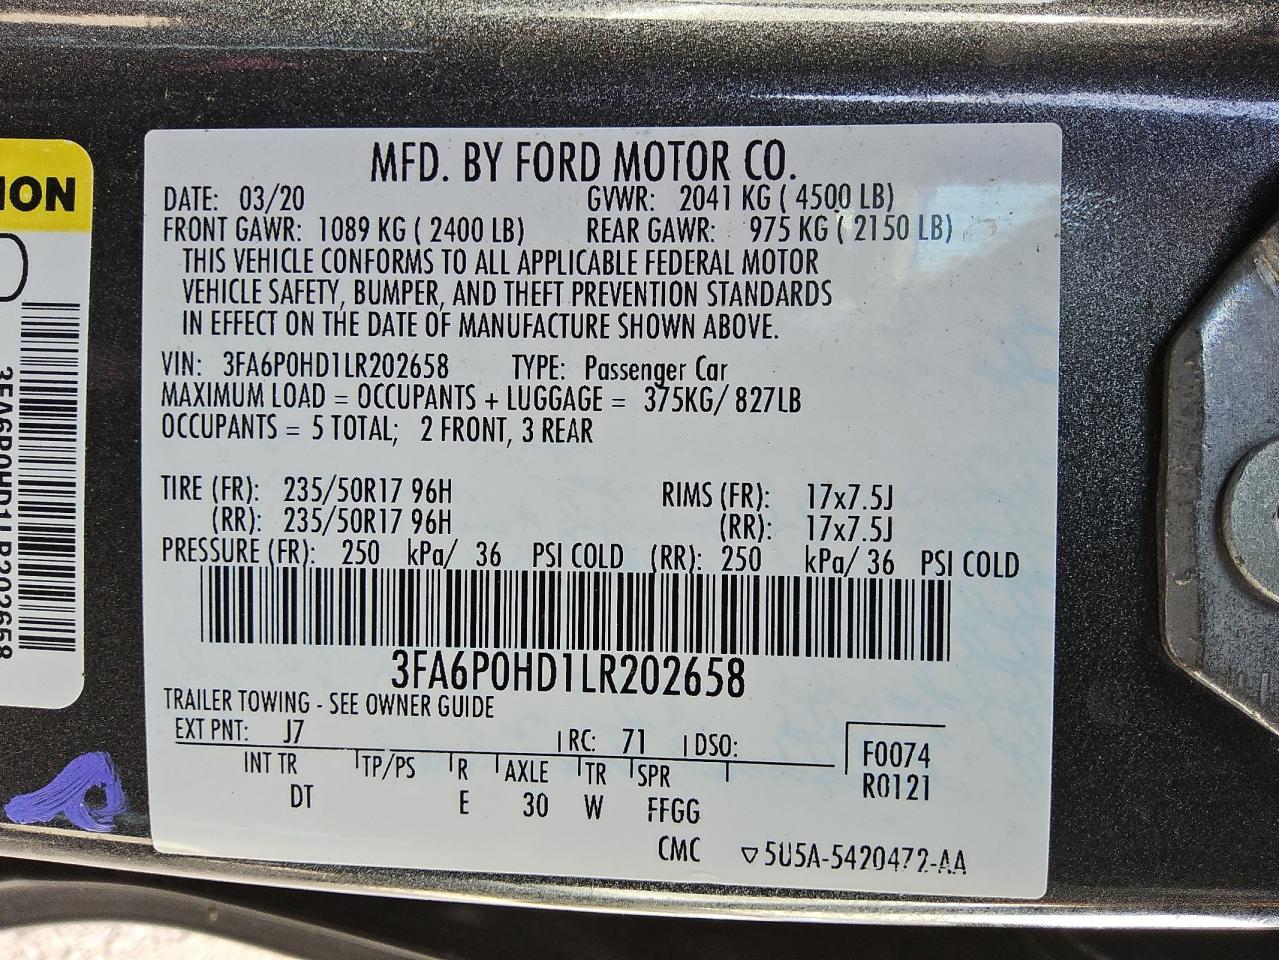 ION
3FA6P0HD1LR202658
MFD. BY FORD MOTOR CO.
DATE: 03/20 GVWR: 2041 KG ( 4500 LB)
FRONT GAWR: 1089 KG ( 2400 LB) REAR GAWR: 975 KG ( 2150 LB)
THIS VEHICLE CONFORMS TO ALL APPLICABLE FEDERAL MOTOR
VEHICLE SAFETY, BUMPER, AND THEFT PREVENTION STANDARDS
IN EFFECT ON THE DATE OF MANUFACTURE SHOWN ABOVE.
VIN: 3FA6P0HD1LR202658 TYPE: Passenger Car
MAXIMUM LOAD = OCCUPANTS + LUGGAGE = 375KG/ 827LB
OCCUPANTS = 5 TOTAL; 2 FRONT, 3 REAR
TIRE (FR): 235/50R17 96H RIMS (FR): 17x7.5J
(RR): 235/50R17 96H (RR): 17x7.5J
PRESSURE (FR): 250 kPa/ 36 PSI COLD (RR): 250 kPa/ 36 PSI COLD
3FA6P0HD1LR202658
TRAILER TOWING - SEE OWNER GUIDE
EXT PNT: J7 RC: 71 DSO:
F0074
INT TR TP/PS R AXLE TR SPR
R0121
DT E 30 W FFGG
CMC ▽5U5A-5420472-AA